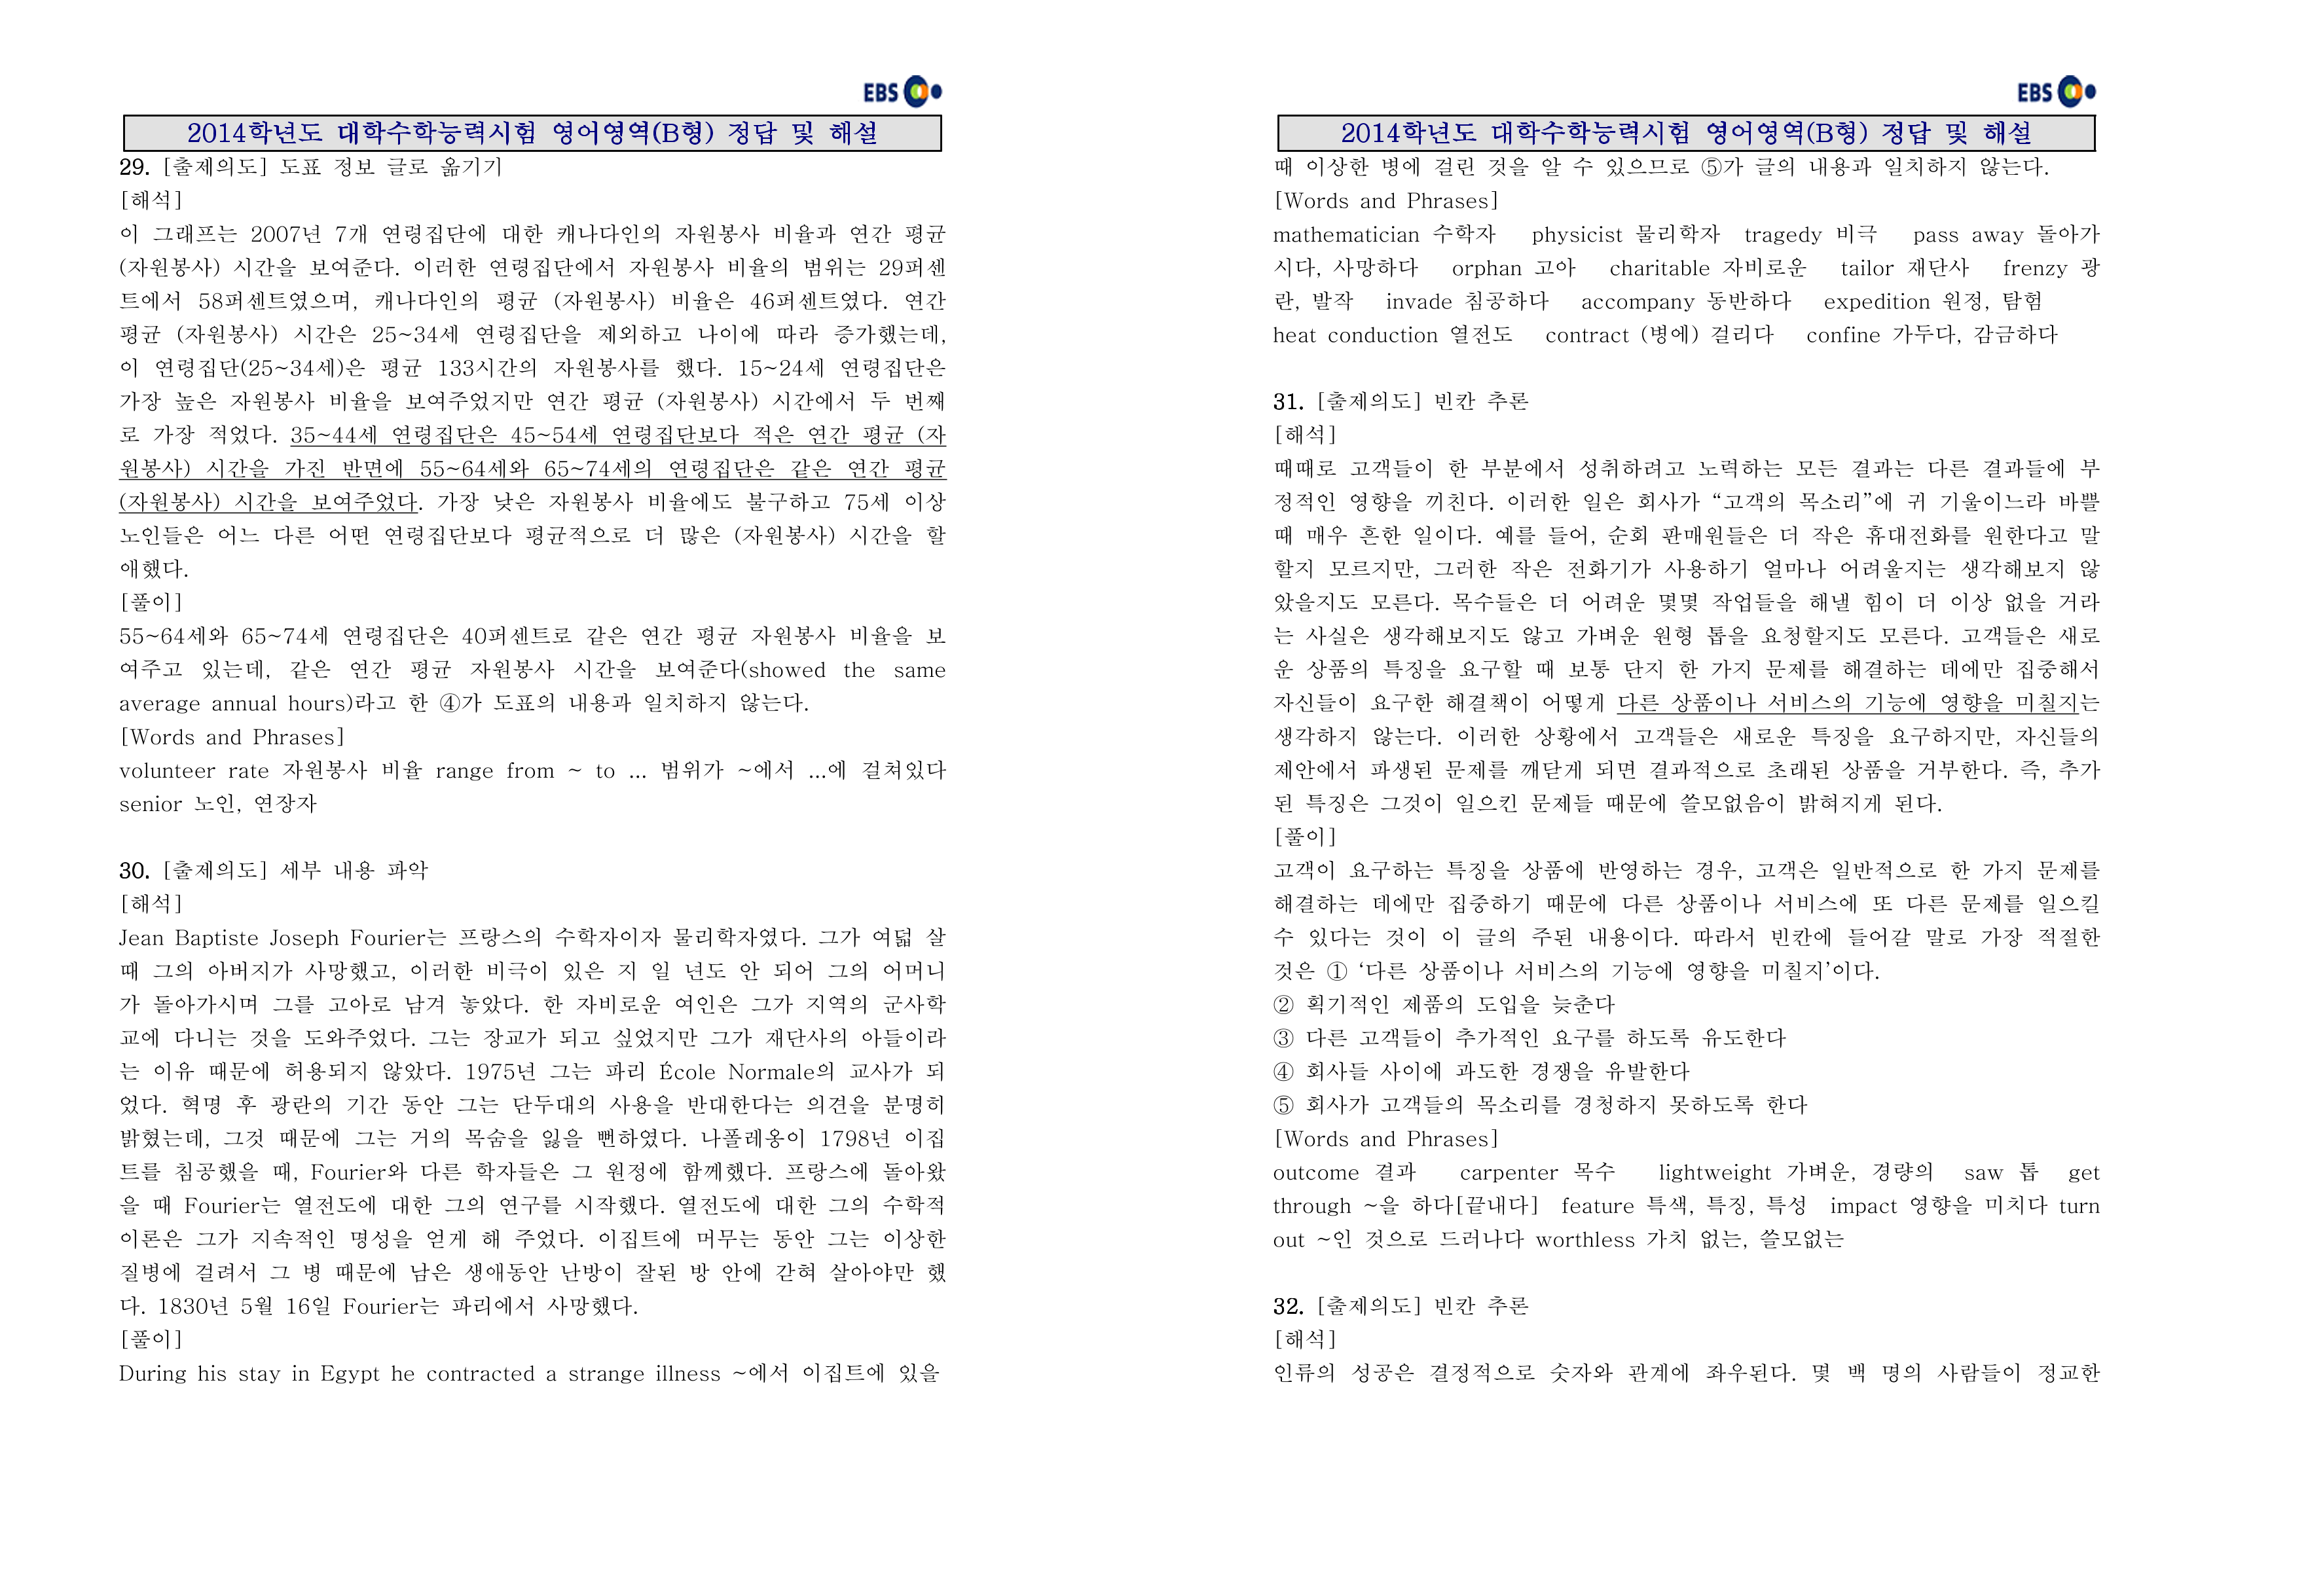 EBS
2014학년도 대학수학능력시험 영어영역(B형) 정답 및 해설
29. [출제의도] 도표 정보 글로 옮기기
[해석]
이 그래프는 2007년 7개 연령집단에 대한 캐나다인의 자원봉사 비율과 연간 평균
(자원봉사) 시간을 보여준다. 이러한 연령집단에서 자원봉사 비율의 범위는 29퍼센
트에서 58퍼센트였으며, 캐나다인의 평균 (자원봉사) 비율은 46퍼센트였다. 연간
평균 (자원봉사) 시간은 25~34세 연령집단을 제외하고 나이에 따라 증가했는데,
이 연령집단(25~34세)은 평균 133시간의 자원봉사를 했다. 15~24세 연령집단은
가장 높은 자원봉사 비율을 보여주었지만 연간 평균 (자원봉사) 시간에서 두 번째
로 가장 적었다. 35~44세 연령집단은 45~54세 연령집단보다 적은 연간 평균 (자
원봉사) 시간을 가진 반면에 55~64세와 65~74세의 연령집단은 같은 연간 평균
(자원봉사) 시간을 보여주었다. 가장 낮은 자원봉사 비율에도 불구하고 75세 이상
노인들은 어느 다른 어떤 연령집단보다 평균적으로 더 많은 (자원봉사) 시간을 할
애했다.
[풀이]
55~64세와 65~74세 연령집단은 40퍼센트로 같은 연간 평균 자원봉사 비율을 보
여주고 있는데, 같은 연간 평균 자원봉사 시간을 보여준다(showed the same
average annual hours)라고 한 ④가 도표의 내용과 일치하지 않는다.
[Words and Phrases]
volunteer rate 자원봉사 비율 range from ~ to ... 범위가 ~에서 ...에 걸쳐있다
senior 노인, 연장자
30. [출제의도] 세부 내용 파악
[해석]
Jean Baptiste Joseph Fourier는 프랑스의 수학자이자 물리학자였다. 그가 여덟 살
때 그의 아버지가 사망했고, 이러한 비극이 있은 지 일 년도 안 되어 그의 어머니
가 돌아가시며 그를 고아로 남겨 놓았다. 한 자비로운 여인은 그가 지역의 군사학
교에 다니는 것을 도와주었다. 그는 장교가 되고 싶었지만 그가 재단사의 아들이라
는 이유 때문에 허용되지 않았다. 1975년 그는 파리 École Normale의 교사가 되
었다. 혁명 후 광란의 기간 동안 그는 단두대의 사용을 반대한다는 의견을 분명히
밝혔는데, 그것 때문에 그는 거의 목숨을 잃을 뻔하였다. 나폴레옹이 1798년 이집
트를 침공했을 때, Fourier와 다른 학자들은 그 원정에 함께했다. 프랑스에 돌아왔
을 때 Fourier는 열전도에 대한 그의 연구를 시작했다. 열전도에 대한 그의 수학적
이론은 그가 지속적인 명성을 얻게 해 주었다. 이집트에 머무는 동안 그는 이상한
질병에 걸려서 그 병 때문에 남은 생애동안 난방이 잘된 방 안에 갇혀 살아야만 했
다. 1830년 5월 16일 Fourier는 파리에서 사망했다.
[풀이]
During his stay in Egypt he contracted a strange illness ~에서 이집트에 있을
EBS
2014학년도 대학수학능력시험 영어영역(B형) 정답 및 해설
때 이상한 병에 걸린 것을 알 수 있으므로 ⑤가 글의 내용과 일치하지 않는다.
[Words and Phrases]
mathematician 수학자 physicist 물리학자 tragedy 비극 pass away 돌아가
시다, 사망하다 orphan 고아 charitable 자비로운 tailor 재단사 frenzy 광
란, 발작 invade 침공하다 accompany 동반하다 expedition 원정, 탐험
heat conduction 열전도 contract (병에) 걸리다 confine 가두다, 감금하다
31. [출제의도] 빈칸 추론
[해석]
때때로 고객들이 한 부분에서 성취하려고 노력하는 모든 결과는 다른 결과들에 부
정적인 영향을 끼친다. 이러한 일은 회사가 “고객의 목소리”에 귀 기울이느라 바쁠
때 매우 흔한 일이다. 예를 들어, 순회 판매원들은 더 작은 휴대전화를 원한다고 말
할지 모르지만, 그러한 작은 전화기가 사용하기 얼마나 어려울지는 생각해보지 않
았을지도 모른다. 목수들은 더 어려운 몇몇 작업들을 해낼 힘이 더 이상 없을 거라
는 사실은 생각해보지도 않고 가벼운 원형 톱을 요청할지도 모른다. 고객들은 새로
운 상품의 특징을 요구할 때 보통 단지 한 가지 문제를 해결하는 데에만 집중해서
자신들이 요구한 해결책이 어떻게 다른 상품이나 서비스의 기능에 영향을 미칠지는
생각하지 않는다. 이러한 상황에서 고객들은 새로운 특징을 요구하지만, 자신들의
제안에서 파생된 문제를 깨닫게 되면 결과적으로 초래된 상품을 거부한다. 즉, 추가
된 특징은 그것이 일으킨 문제들 때문에 쓸모없음이 밝혀지게 된다.
[풀이]
고객이 요구하는 특징을 상품에 반영하는 경우, 고객은 일반적으로 한 가지 문제를
해결하는 데에만 집중하기 때문에 다른 상품이나 서비스에 또 다른 문제를 일으킬
수 있다는 것이 이 글의 주된 내용이다. 따라서 빈칸에 들어갈 말로 가장 적절한
것은 ① ‘다른 상품이나 서비스의 기능에 영향을 미칠지’이다.
② 획기적인 제품의 도입을 늦춘다
③ 다른 고객들이 추가적인 요구를 하도록 유도한다
④ 회사들 사이에 과도한 경쟁을 유발한다
⑤ 회사가 고객들의 목소리를 경청하지 못하도록 한다
[Words and Phrases]
outcome 결과 carpenter 목수 lightweight 가벼운, 경량의 saw 톱 get
through ~을 하다[끝내다] feature 특색, 특징, 특성 impact 영향을 미치다 turn
out ~인 것으로 드러나다 worthless 가치 없는, 쓸모없는
32. [출제의도] 빈칸 추론
[해석]
인류의 성공은 결정적으로 숫자와 관계에 좌우된다. 몇 백 명의 사람들이 정교한